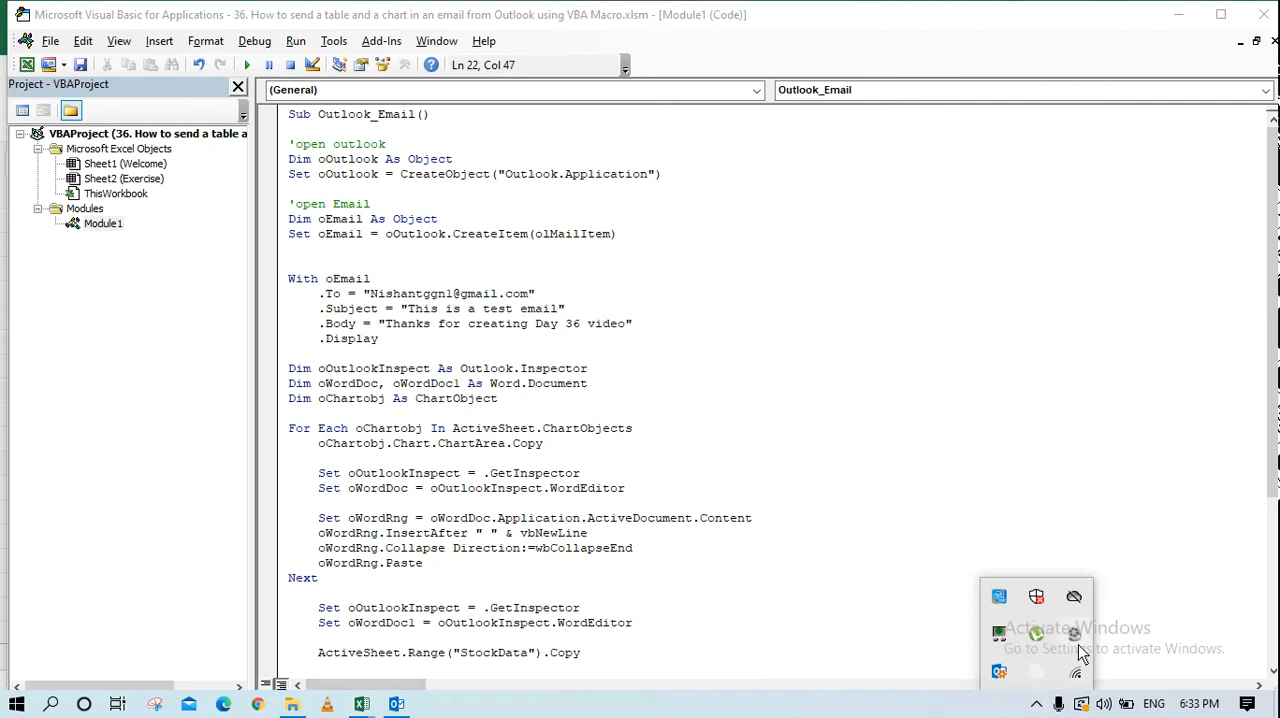 Microsoft Visual Basic for Applications - 36. How to send a table and a chart in an email from Outlook using VBA Macro.xlsm - [Module1 (Code)]
File Edit View Insert Format Debug Run Tools Add-Ins Window Help
Ln 22, Col 47
Project - VBAProject
(General)
Outlook_Email
VBAProject (36. How to send a table a
Microsoft Excel Objects
Sheet1 (Welcome)
Sheet2 (Exercise)
ThisWorkbook
Modules
Module1
Sub Outlook_Email()
'open outlook
Dim oOutlook As Object
Set oOutlook = CreateObject("Outlook.Application")
'open Email
Dim oEmail As Object
Set oEmail = oOutlook.CreateItem(olMailItem)
With oEmail
.To = "Nishantggn1@gmail.com"
.Subject = "This is a test email"
.Body = "Thanks for creating Day 36 video"
.Display
Dim oOutlookInspect As Outlook.Inspector
Dim oWordDoc, oWordDoc1 As Word.Document
Dim oChartobj As ChartObject
For Each oChartobj In ActiveSheet.ChartObjects
oChartobj.Chart.ChartArea.Copy
Set oOutlookInspect = .GetInspector
Set oWordDoc = oOutlookInspect.WordEditor
Set oWordRng = oWordDoc.Application.ActiveDocument.Content
oWordRng.InsertAfter " " & vbNewLine
oWordRng.Collapse Direction:=wbCollapseEnd
oWordRng.Paste
Next
Set oOutlookInspect = .GetInspector
Set oWordDoc1 = oOutlookInspect.WordEditor
ActiveSheet.Range("StockData").Copy
Activate Windows
Go to Settings to activate Windows.
ENG
6:33 PM